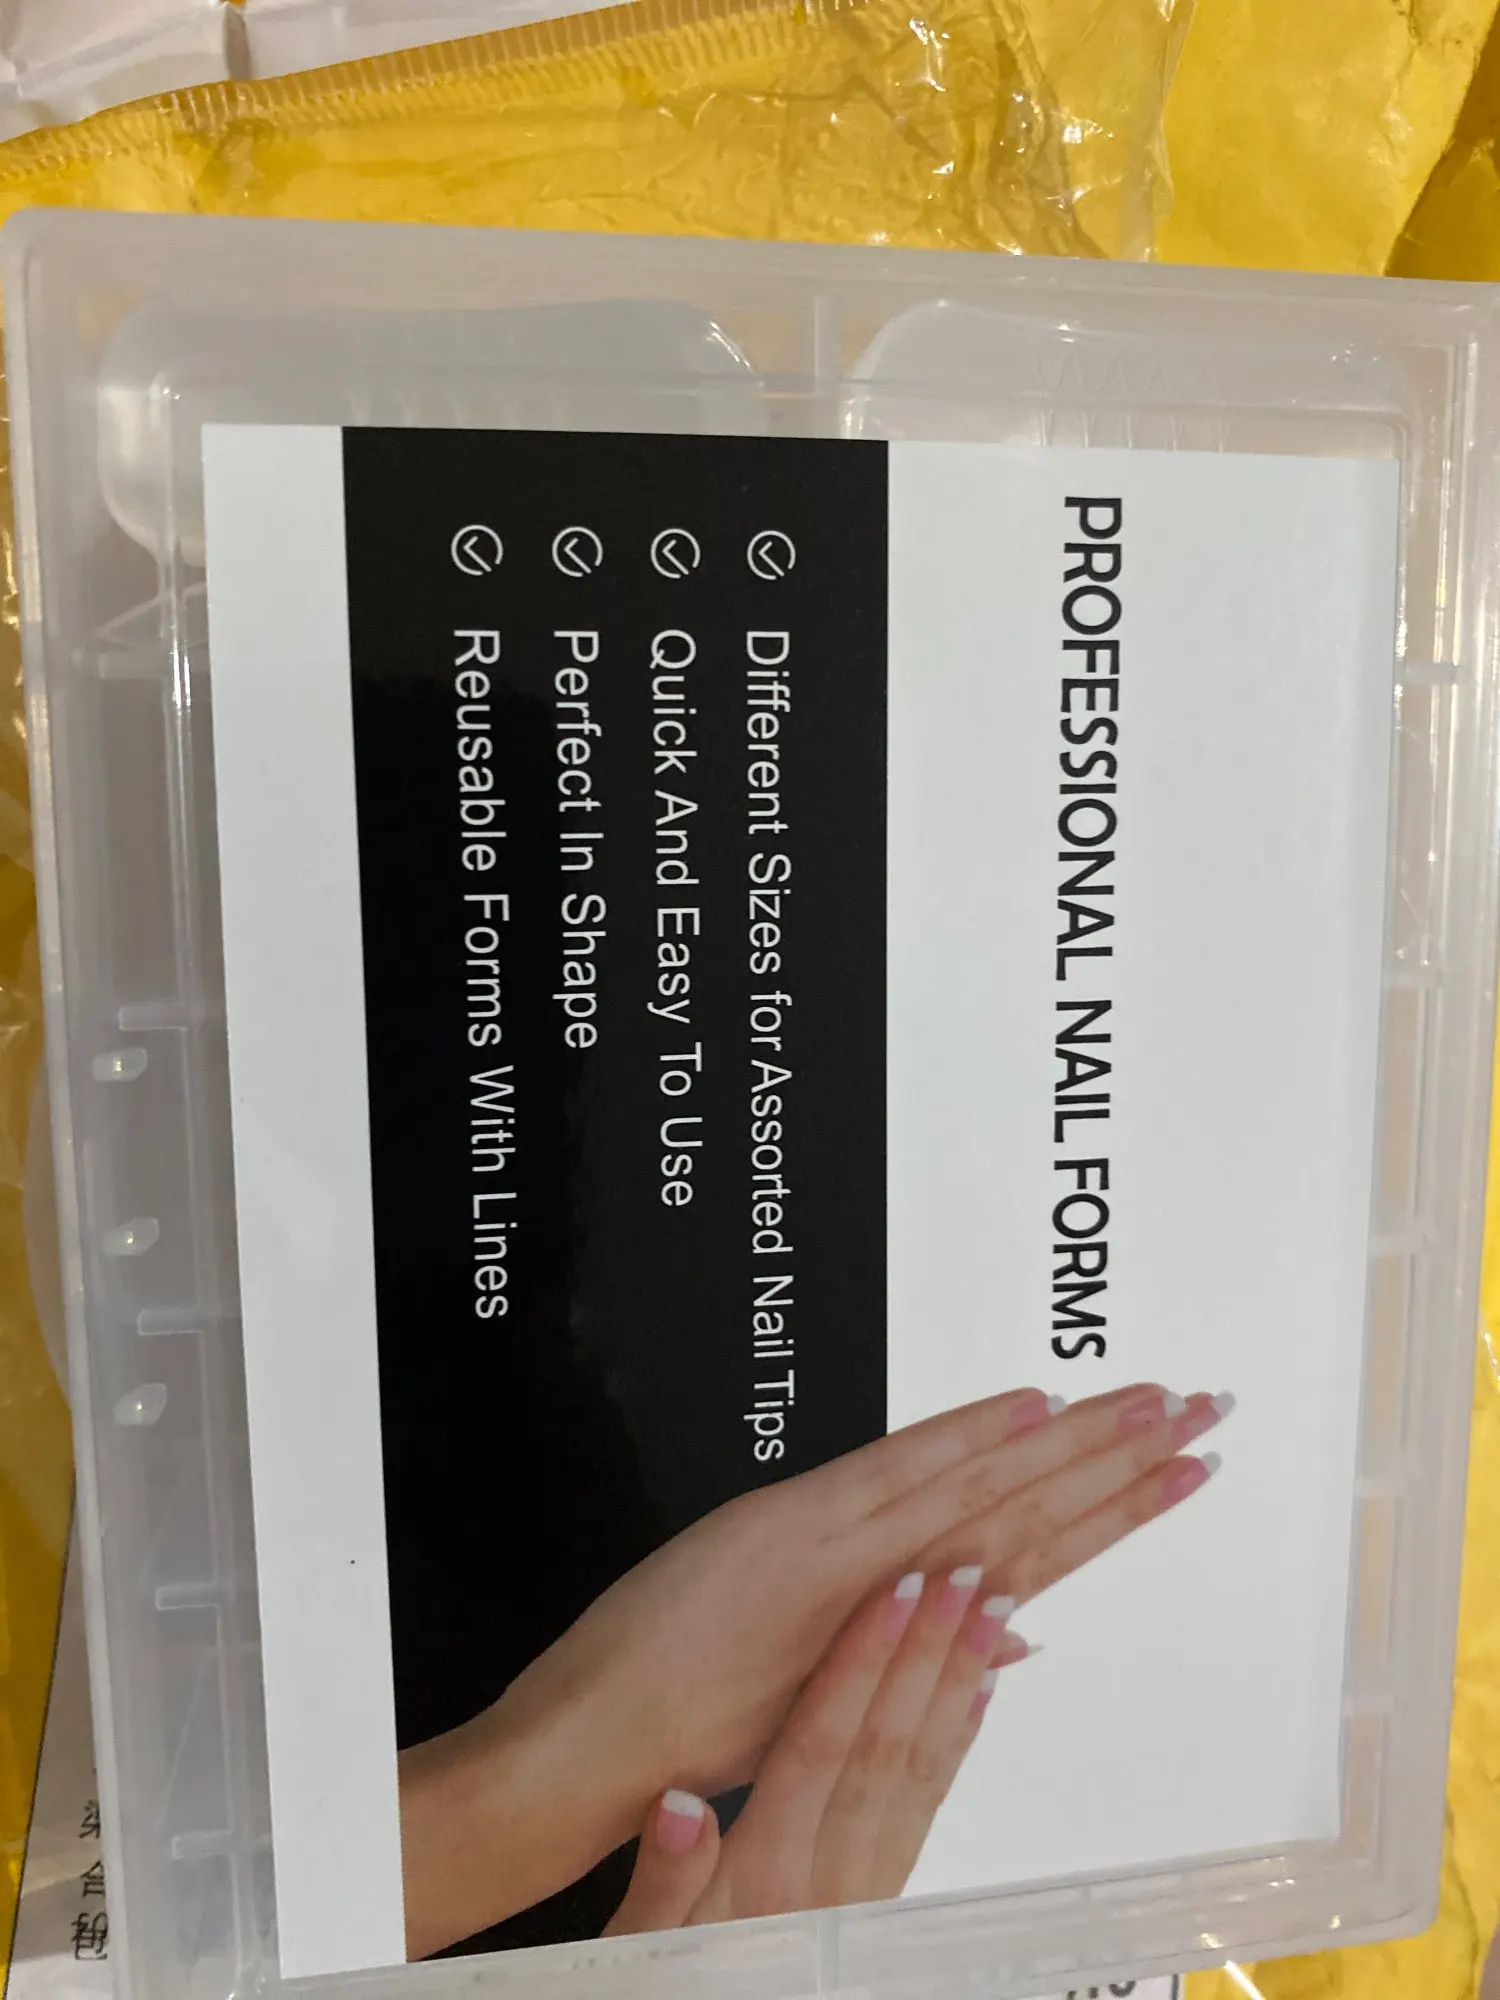 PROFESSIONAL NAIL FORMS
Different Sizes for Assorted Nail Tips
Quick And Easy To Use
Perfect In Shape
Reusable Forms With Lines